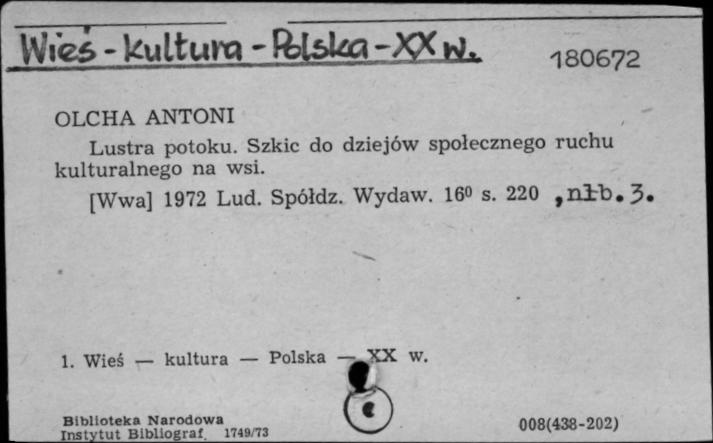 Wieś - kultura - Polska - XX w.
180672
OLCHA ANTONI
Lustra potoku. Szkic do dziejów społecznego ruchu
kulturalnego na wsi.
[Wwa] 1972 Lud. Spółdz. Wydaw. 16⁰ s. 220 , nłb. 3.
1. Wieś — kultura — Polska — XX w.
Biblioteka Narodowa
Instytut Bibliograf. 1749/73
c
008(438-202)